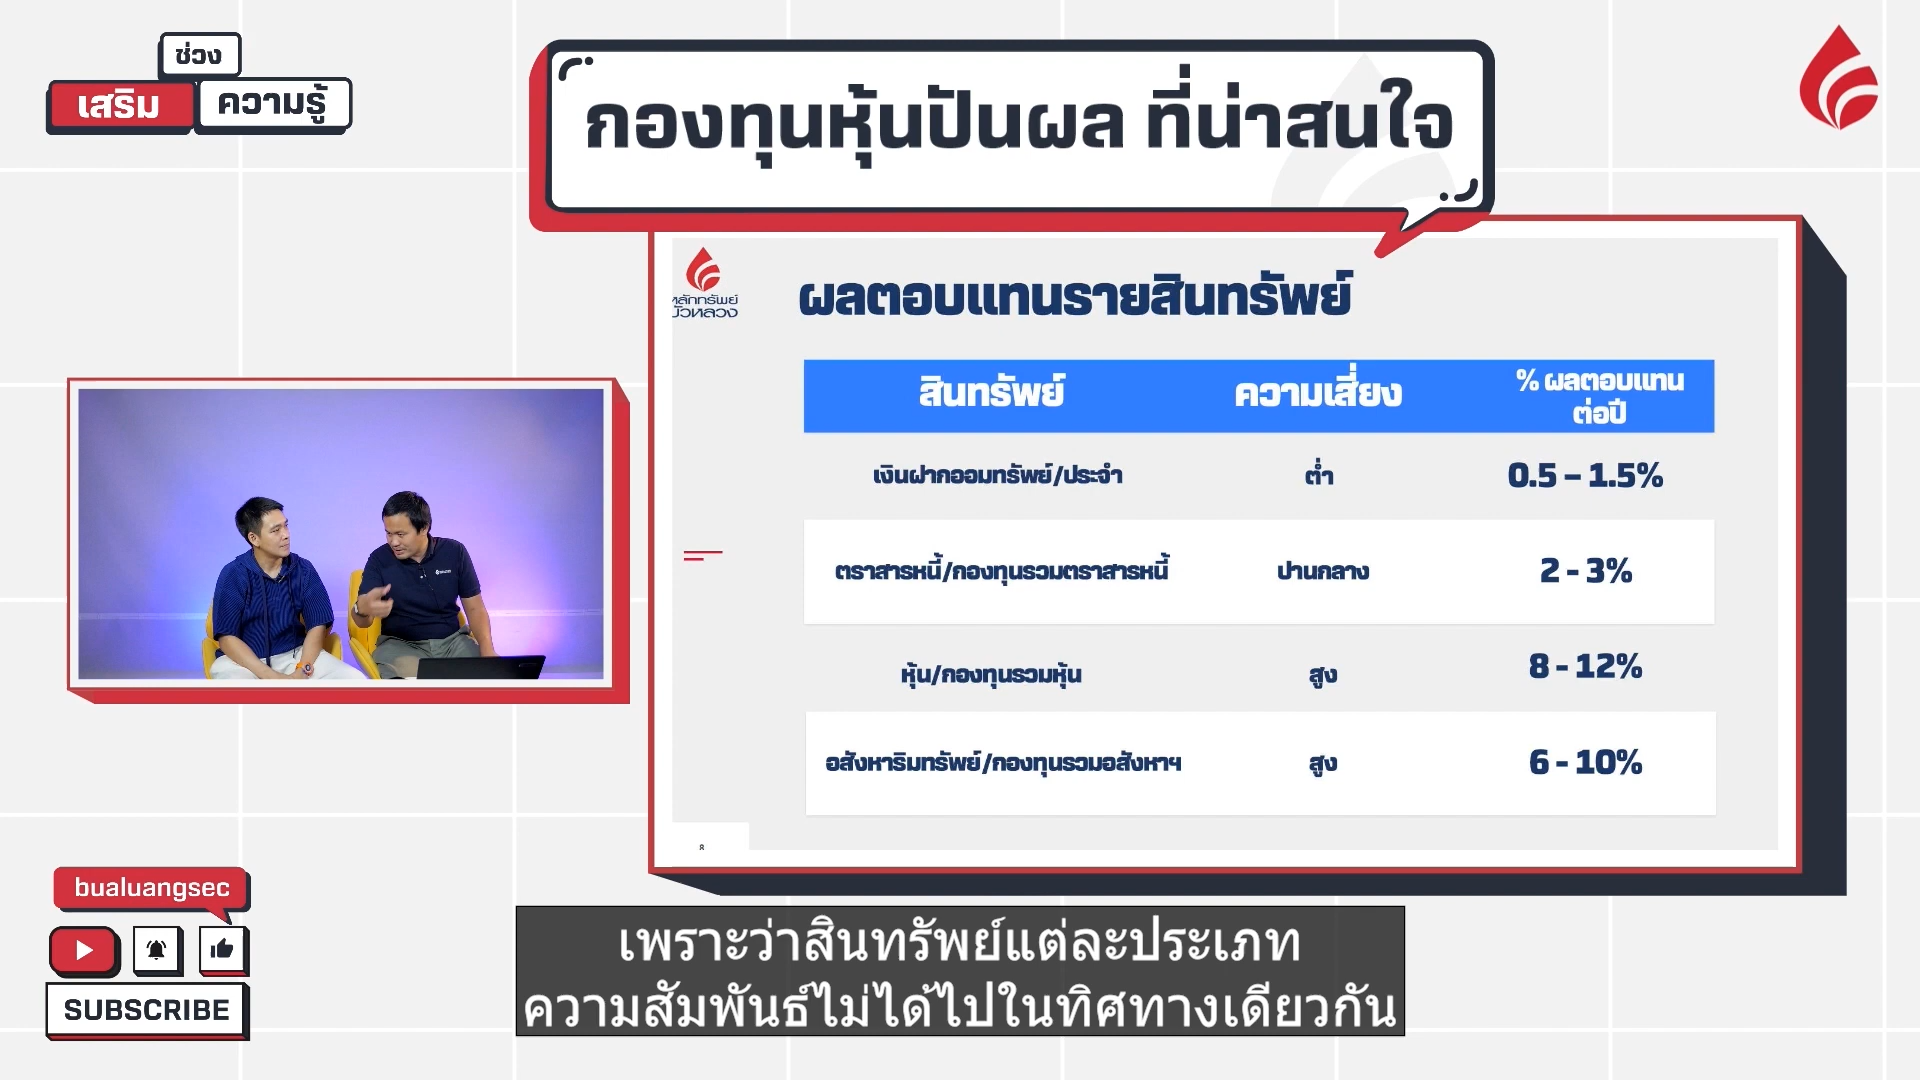 ช่วง
เสริม ความรู้
กองทุนหุ้นปันผล ที่น่าสนใจ
หลักทรัพย์
บัวหลวง
ผลตอบแทนรายสินทรัพย์
สินทรัพย์ ความเสี่ยง % ผลตอบแทน
ต่อปี
เงินฝากออมทรัพย์/ประจำ ต่ำ 0.5 – 1.5%
ตราสารหนี้/กองทุนรวมตราสารหนี้ ปานกลาง 2 - 3%
หุ้น/กองทุนรวมหุ้น สูง 8 - 12%
อสังหาริมทรัพย์/กองทุนรวมอสังหาฯ สูง 6 - 10%
8
bualuangsec
SUBSCRIBE
เพราะว่าสินทรัพย์แต่ละประเภท
ความสัมพันธ์ไม่ได้ไปในทิศทางเดียวกัน